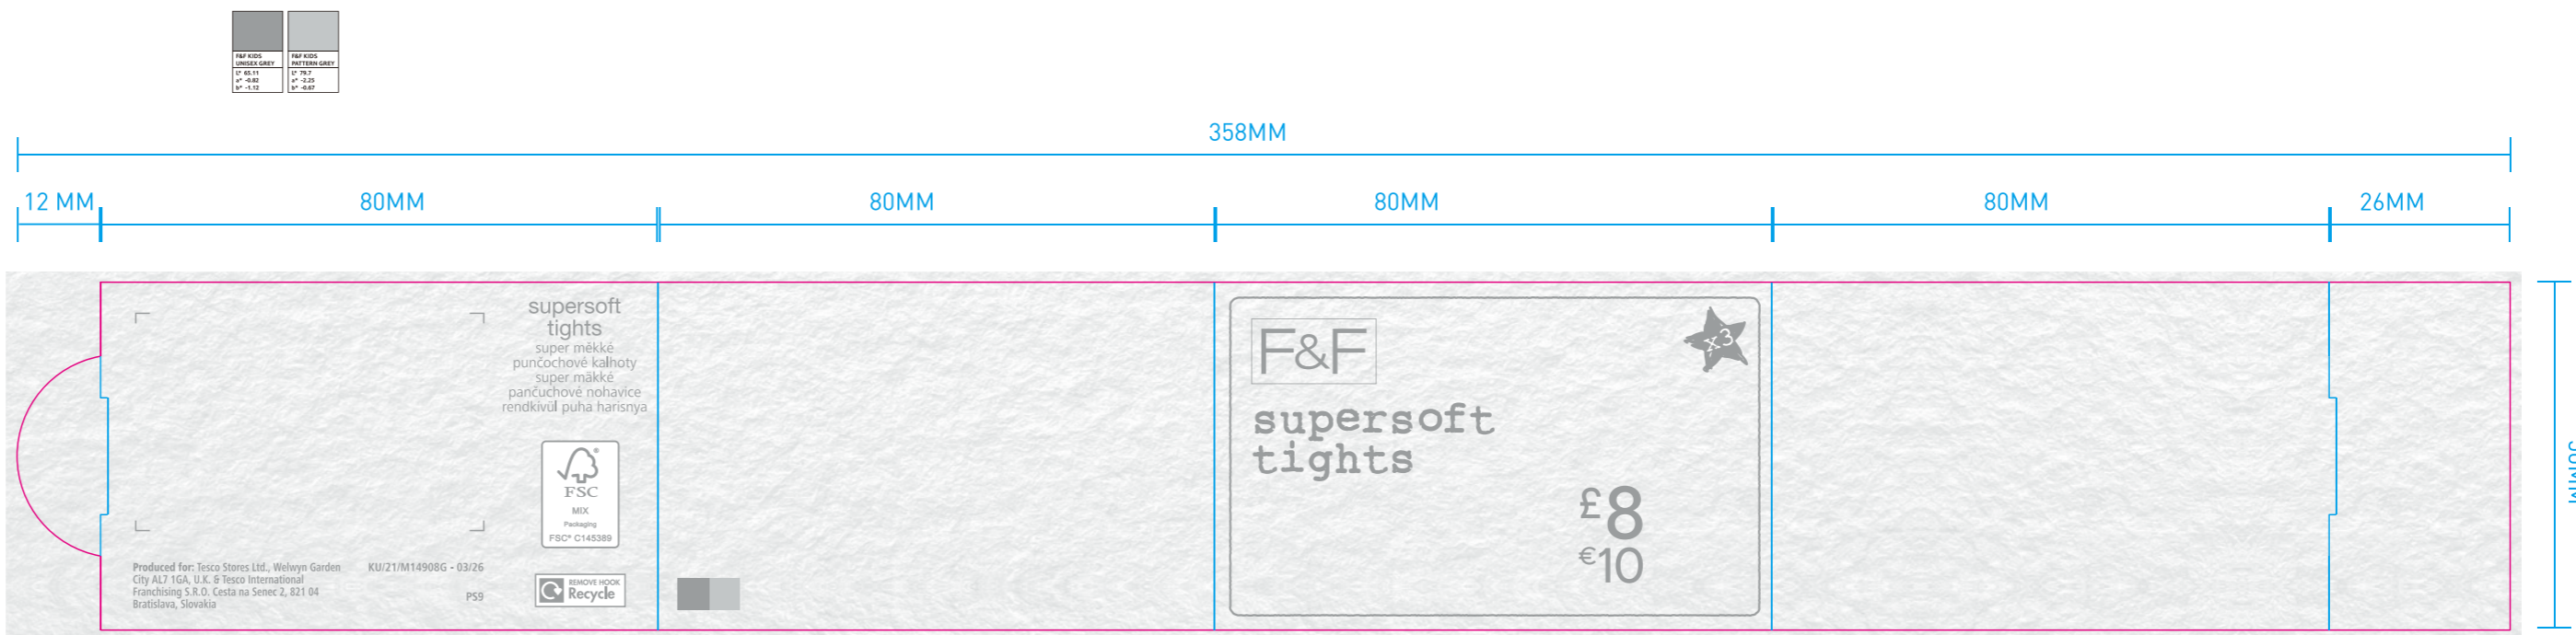 F&F KIDS
UNISEX GREY
L* 65.11
a* -0.82
b* -1.12
F&F KIDS
PATTERN GREY
L* 79.7
a* -2.25
b* -0.67
358MM
12 MM
80MM
80MM
80MM
80MM
26MM
supersoft
tights
super měkké
punčochové kalhoty
super mäkké
pančuchové nohavice
rendkívül puha harisnya
FSC
MIX
Packaging
FSC® C145389
Produced for: Tesco Stores Ltd., Welwyn Garden
City AL7 1GA, U.K. & Tesco International
Franchising S.R.O. Cesta na Senec 2, 821 04
Bratislava, Slovakia
KU/21/M14908G - 03/26
PS9
REMOVE HOOK
Recycle
F&F
x3
supersoft
tights
£8
€10